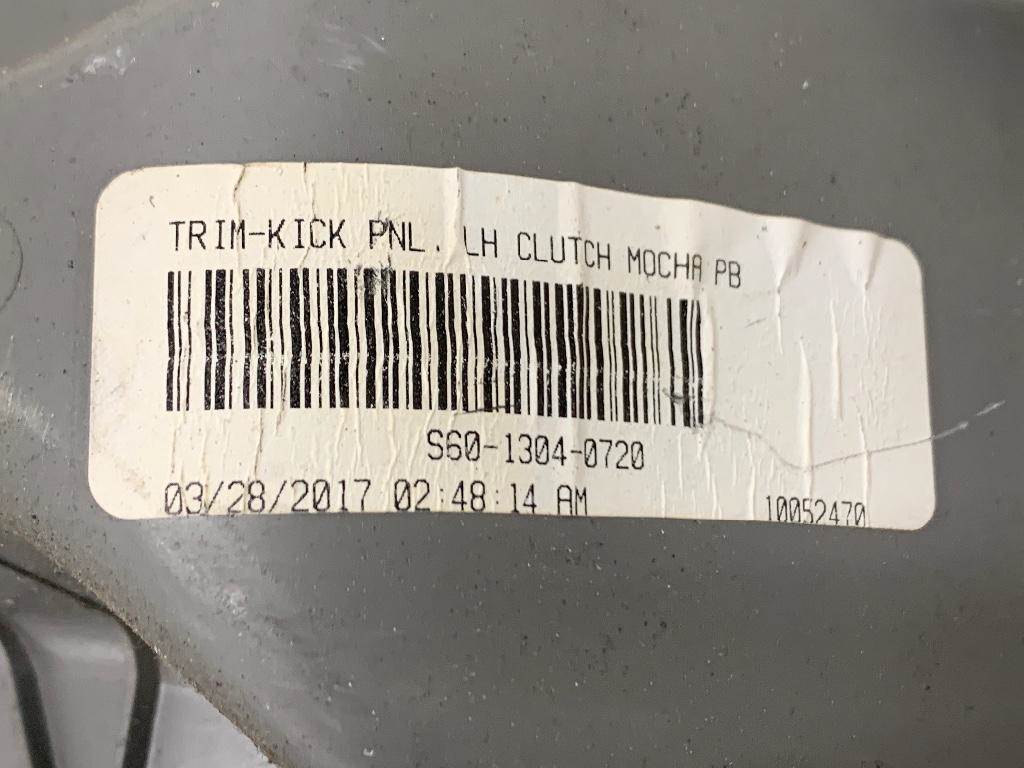 TRIM-KICK PNL. LH CLUTCH MOCHA PB
S60-1304-0720
03/28/2017 02:48:14 AM 10052470